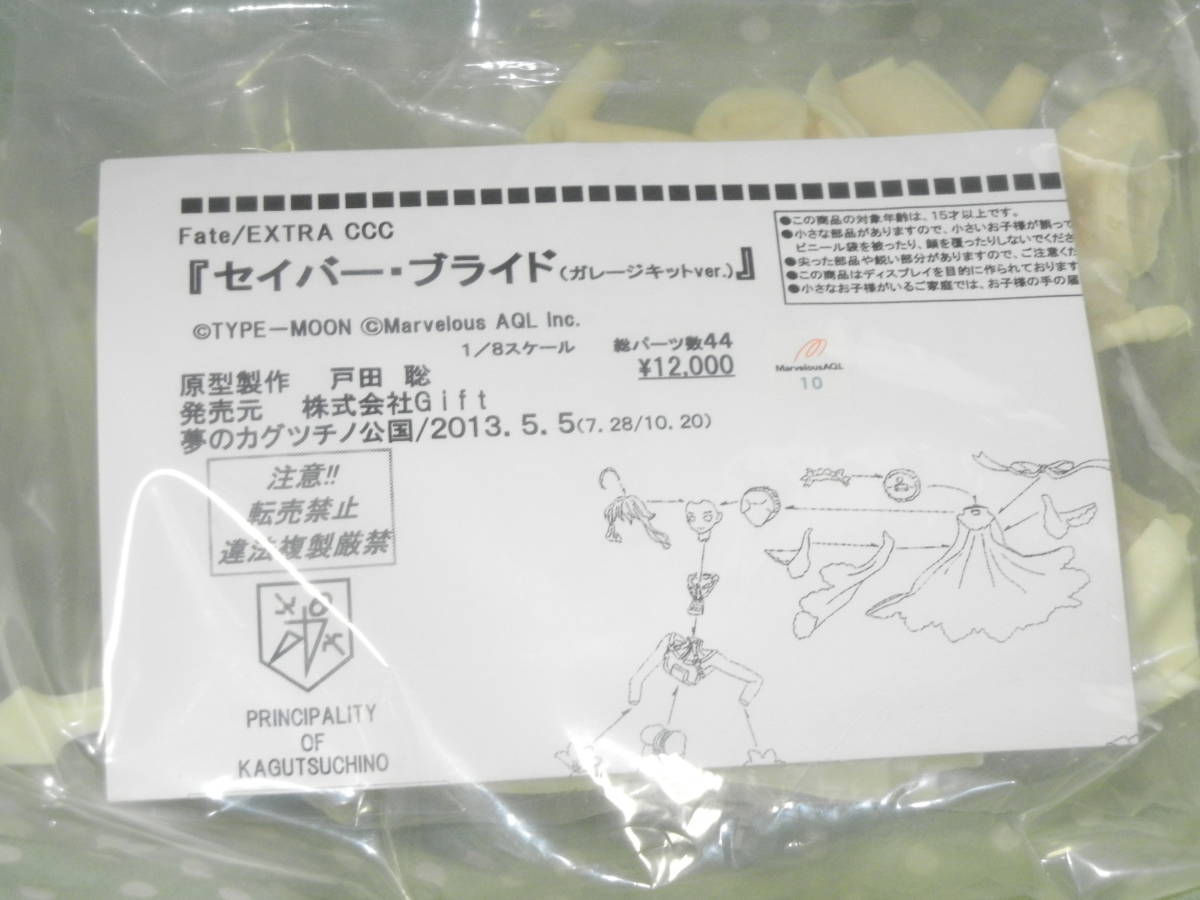 Fate/EXTRA CCC
『セイバー・ブライド(ガレージキットver.)』
©TYPE－MOON ©Marvelous AQL Inc.
1／8スケール 総パーツ数44
¥12,000
原型製作 戸田 聡
発売元 株式会社Gift
夢のカグツチノ公国/2013.5.5(7.28/10.20)
●この商品の対象年齢は、15才以上です。
●小さな部品がありますので、小さいお子様が誤って
ビニール袋を被ったり、顔を覆ったりしないでくださ
●尖った部品や鋭い部分がありますので、ご注意くだ
●この商品はディスプレイを目的に作られております
●小さなお子様がいるご家庭では、お子様の手の届
MarvelousAQL
10
注意!!
転売禁止
違法複製厳禁
PRINCIPALITY
OF
KAGUTSUCHINO